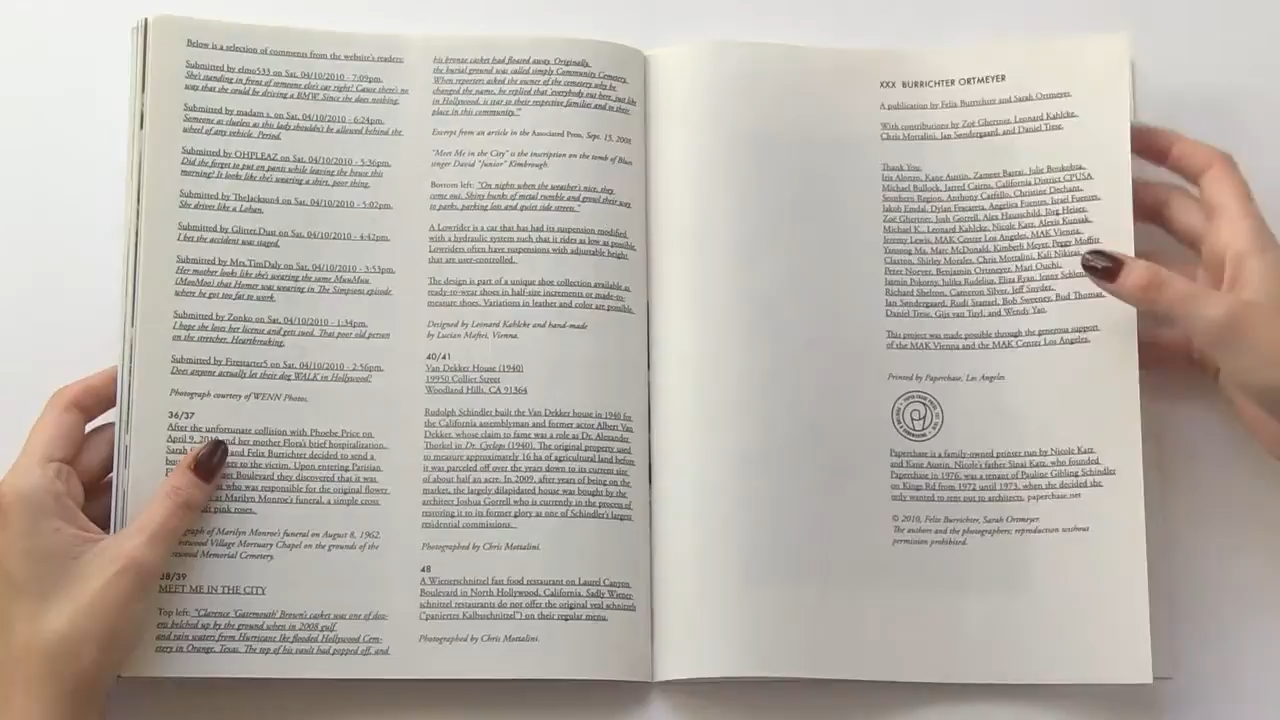 Below is a selection of comments from the website's readers:
Submitted by elmo533 on Sat, 04/10/2010 - 7:09pm.
She's standing in front of someone else's car right? Cause there's no
way that she could be driving a BMW. Since she does nothing.
Submitted by madam s. on Sat, 04/10/2010 - 6:24pm.
Someone as clueless as this lady shouldn't be allowed behind the
wheel of any vehicle. Period.
Submitted by OHPLEAZ on Sat, 04/10/2010 - 5:36pm.
Did she forget to put on pants while leaving the house this
morning? It looks like she's wearing a shirt, poor thing.
Submitted by TheJackson4 on Sat, 04/10/2010 - 5:02pm.
She drives like a Lohan.
Submitted by Glitter.Dust on Sat, 04/10/2010 - 4:42pm.
I bet the accident was staged.
Submitted by Mrs.TimDaly on Sat, 04/10/2010 - 3:53pm.
Her mother looks like she's wearing the same MuuMuu
(MooMoo) that Homer was wearing in The Simpsons episode
where he got too fat to work.
Submitted by Zonko on Sat, 04/10/2010 - 1:34pm.
I hope she loses her license and gets sued. That poor old person
on the stretcher. Heartbreaking.
Submitted by Firestarter5 on Sat, 04/10/2010 - 2:56pm.
Does anyone actually let their dog WALK in Hollywood?
Photograph courtesy of WENN Photos.
36/37
After the unfortunate collision with Phoebe Price on
April 9, 2010 and her mother Flora's brief hospitalization,
Sarah and Felix Burrichter decided to send a
to the victim. Upon entering Parisian
Boulevard they discovered that it was
who was responsible for the original flower
at Marilyn Monroe's funeral, a simple cross
pink roses.
of Marilyn Monroe's funeral on August 8, 1962,
Village Mortuary Chapel on the grounds of the
Memorial Cemetery.
38/39
MEET ME IN THE CITY
Top left: "Clarence 'Gatemouth' Brown's casket was one of doz-
ens belched up by the ground when in 2008 gulf
and rain waters from Hurricane Ike flooded Hollywood Cem-
etery in Orange, Texas. The top of his vault had popped off, and
his bronze casket had floated away. Originally,
the burial ground was called simply Community Cemetery.
When reporters asked the owner of the cemetery why he
changed the name, he replied that 'everybody out here, just like
in Hollywood, is star to their respective families and to their
place in this community.'"
Excerpt from an article in the Associated Press, Sept. 15, 2008.
"Meet Me in the City" is the inscription on the tomb of Blues
singer David "Junior" Kimbrough.
Bottom left: "On nights when the weather's nice, they
come out. Shiny hunks of metal rumble and growl their way
to parks, parking lots and quiet side streets."
A Lowrider is a car that has had its suspension modified
with a hydraulic system such that it rides as low as possible.
Lowriders often have suspensions with adjustable height
that are user-controlled.
The design is part of a unique shoe collection available as
ready-to-wear shoes in half-size increments or made-to-
measure shoes. Variations in leather and color are possible.
Designed by Leonard Kahlcke and hand-made
by Lucian Maftei, Vienna.
40/41
Van Dekker House (1940)
19950 Collier Street
Woodland Hills, CA 91364
Rudolph Schindler built the Van Dekker house in 1940 for
the California assemblyman and former actor Albert Van
Dekker, whose claim to fame was a role as Dr. Alexander
Thorkel in Dr. Cyclops (1940). The original property used
to measure approximately 16 ha of agricultural land before
it was parceled off over the years down to its current size
of about half an acre. In 2009, after years of being on the
market, the largely dilapidated house was bought by the
architect Joshua Gorrell who is currently in the process of
restoring it to its former glory as one of Schindler's largest
residential commissions.
Photographed by Chris Mottalini.
48
A Wienerschnitzel fast food restaurant on Laurel Canyon
Boulevard in North Hollywood, California. Sadly Wiener-
schnitzel restaurants do not offer the original veal schnitzels
("paniertes Kalbsschnitzel") on their regular menu.
Photographed by Chris Mottalini.
XXX BURRICHTER ORTMEYER
A publication by Felix Burrichter and Sarah Ortmeyer.
With contributions by Zoë Ghertner, Leonard Kahlcke,
Chris Mottalini, Jan Søndergaard, and Daniel Trese.
Thank You:
Iris Alonzo, Kane Austin, Zameer Basrai, Julie Boukobza,
Michael Bullock, Jarred Cairns, California District CPUSA
Southern Region, Anthony Carfello, Christine Dechant,
Jakob Emdal, Dylan Fracareta, Angelica Fuentes, Israel Fuentes,
Zoë Ghertner, Josh Gorrell, Alex Hausschild, Jörg Heiser,
Michael K., Leonard Kahlcke, Nicole Katz, Alexis Kunsak,
Jeremy Lewis, MAK Center Los Angeles, MAK Vienna,
Yaroung Ma, Marc McDonald, Kimberli Meyer, Peggy Moffitt
Claxton, Shirley Morales, Chris Mottalini, Kali Nikitas,
Peter Noever, Benjamin Ortmeyer, Mari Ouchi,
Jasmin Pokorny, Julika Rudelius, Eliza Ryan, Jenny Schlenz
Richard Shelton, Cameron Silver, Jeff Snyder,
Jan Søndergaard, Rudi Stamel, Bob Sweeney, Bud Thomas,
Daniel Trese, Gijs van Tuyl, and Wendy Yao.
This project was made possible through the generous support
of the MAK Vienna and the MAK Center Los Angeles.
Printed by Paperchase, Los Angeles
Paperchase is a family-owned printer run by Nicole Katz
and Kane Austin. Nicole's father Sinai Katz, who founded
Paperchase in 1976, was a tenant of Pauline Gibling Schindler
on Kings Rd from 1972 until 1973, when she decided she
only wanted to rent out to architects. paperchase.net
© 2010, Felix Burrichter, Sarah Ortmeyer.
The authors and the photographers; reproduction without
permission prohibited.